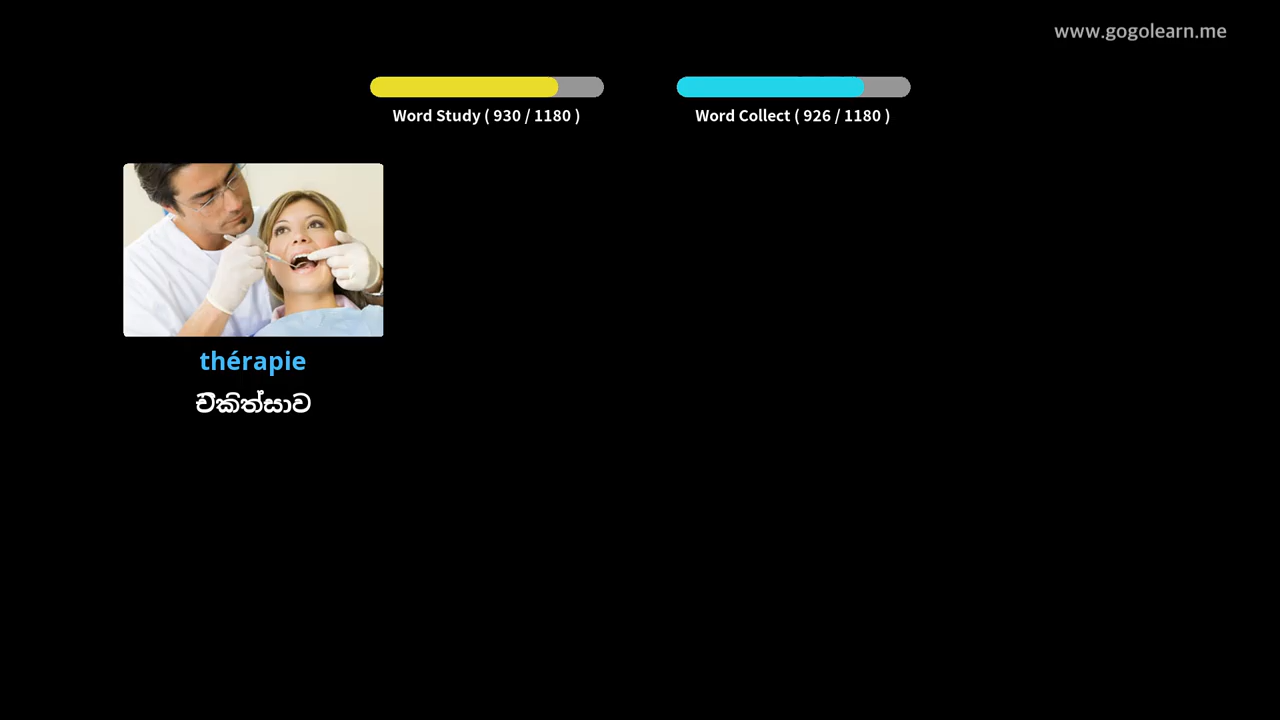 www.gogolearn.me
Word Study ( 930 / 1180 )
Word Collect ( 926 / 1180 )
thérapie
චිකිත්සාව